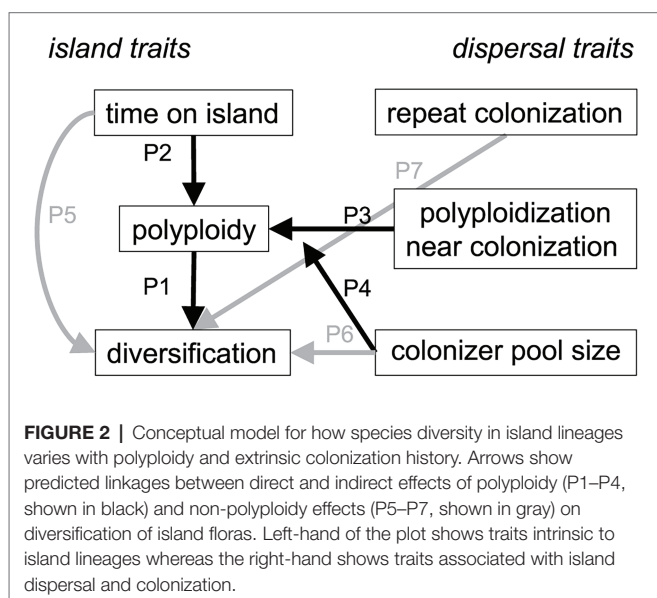 island traits
dispersal traits
time on island
repeat colonization
P2
P7
P5
polyploidy
P3
polyploidization
near colonization
P1
P4
diversification
P6
colonizer pool size
FIGURE 2 | Conceptual model for how species diversity in island lineages
varies with polyploidy and extrinsic colonization history. Arrows show
predicted linkages between direct and indirect effects of polyploidy (P1–P4,
shown in black) and non-polyploidy effects (P5–P7, shown in gray) on
diversification of island floras. Left-hand of the plot shows traits intrinsic to
island lineages whereas the right-hand shows traits associated with island
dispersal and colonization.